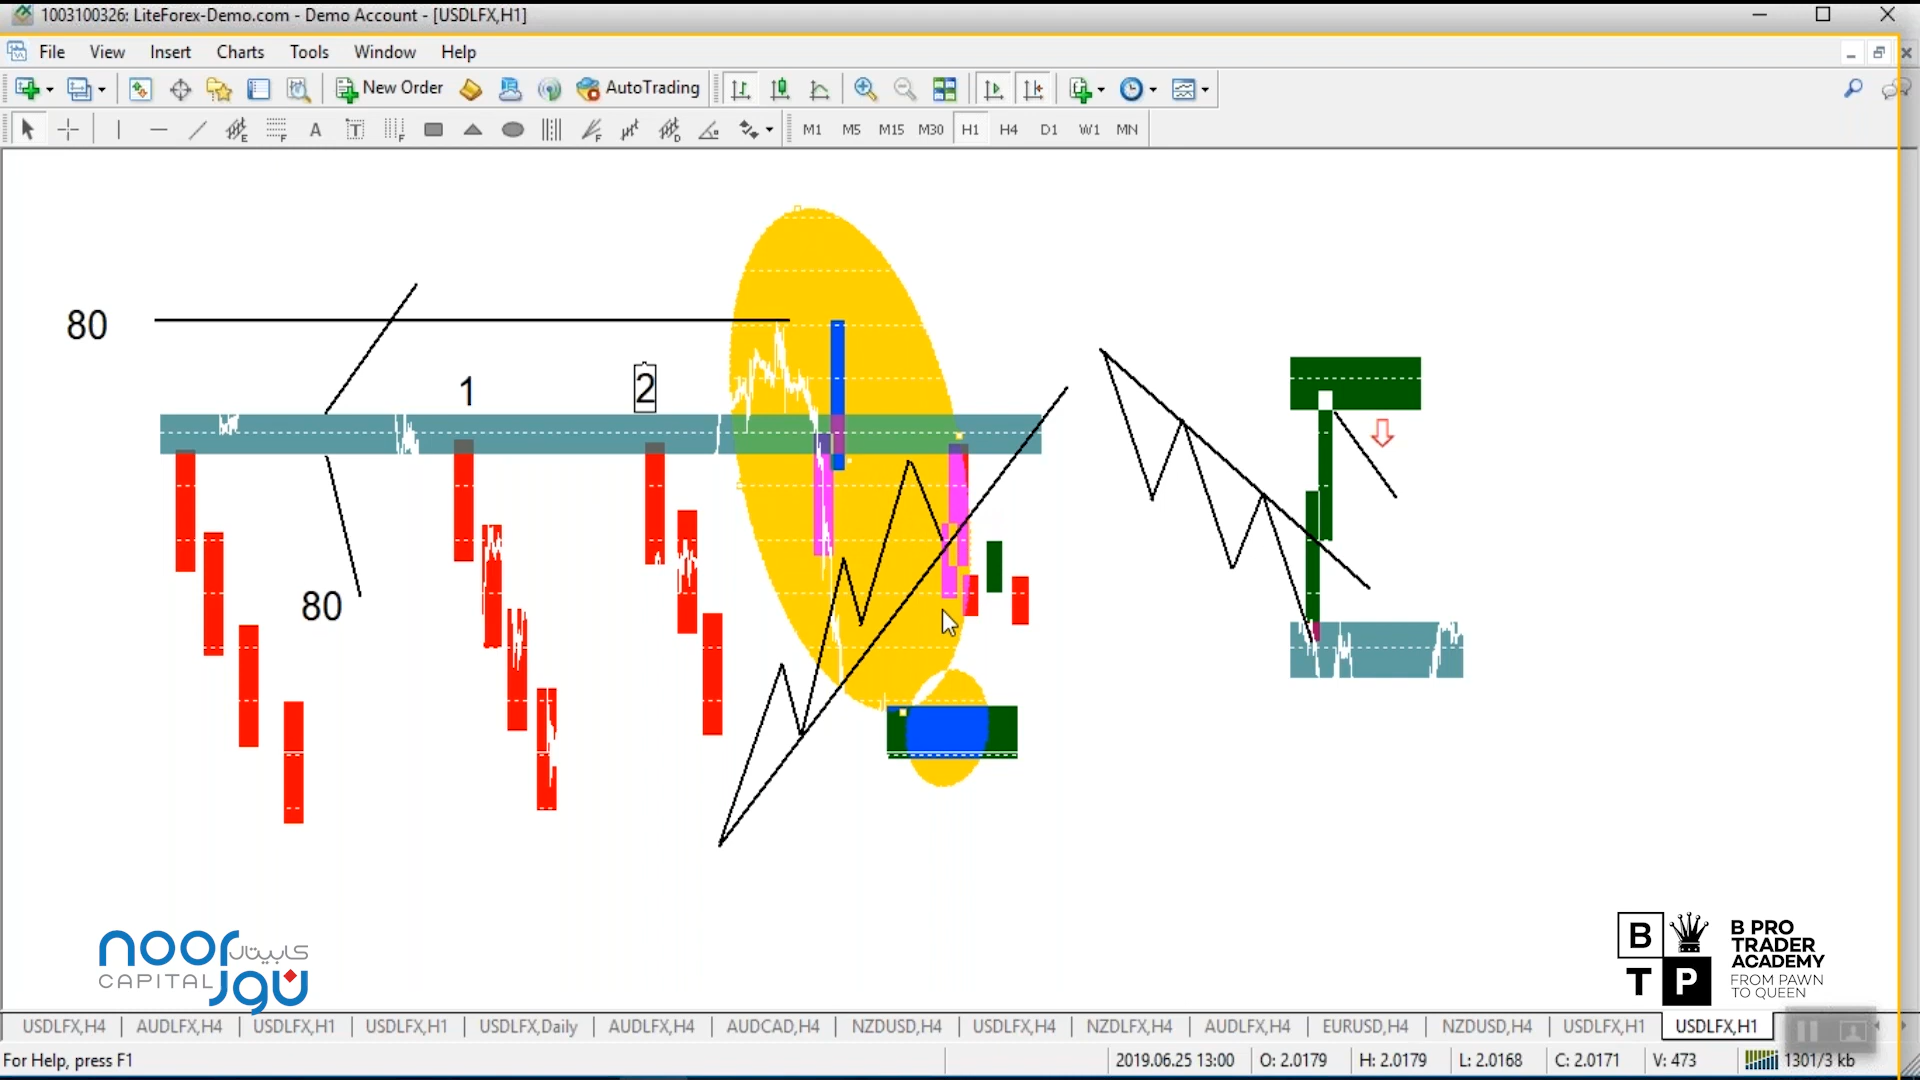 1003100326: LiteForex-Demo.com - Demo Account - [USDLFX,H1]
File View Insert Charts Tools Window Help
New Order AutoTrading
A T M1 M5 M15 M30 H1 H4 D1 W1 MN
80
1 2
80
noor كابيتال
CAPITAL نور
B PRO
TRADER
ACADEMY
FROM PAWN
TO QUEEN
B
T P
USDLFX,H4 AUDLFX,H4 USDLFX,H1 USDLFX,H1 USDLFX,Daily AUDLFX,H4 AUDCAD,H4 NZDUSD,H4 USDLFX,H4 NZDLFX,H4 AUDLFX,H4 EURUSD,H4 NZDUSD,H4 USDLFX,H1 USDLFX,H1
For Help, press F1 2019.06.25 13:00 O: 2.0179 H: 2.0179 L: 2.0168 C: 2.0171 V: 473 1301/3 kb